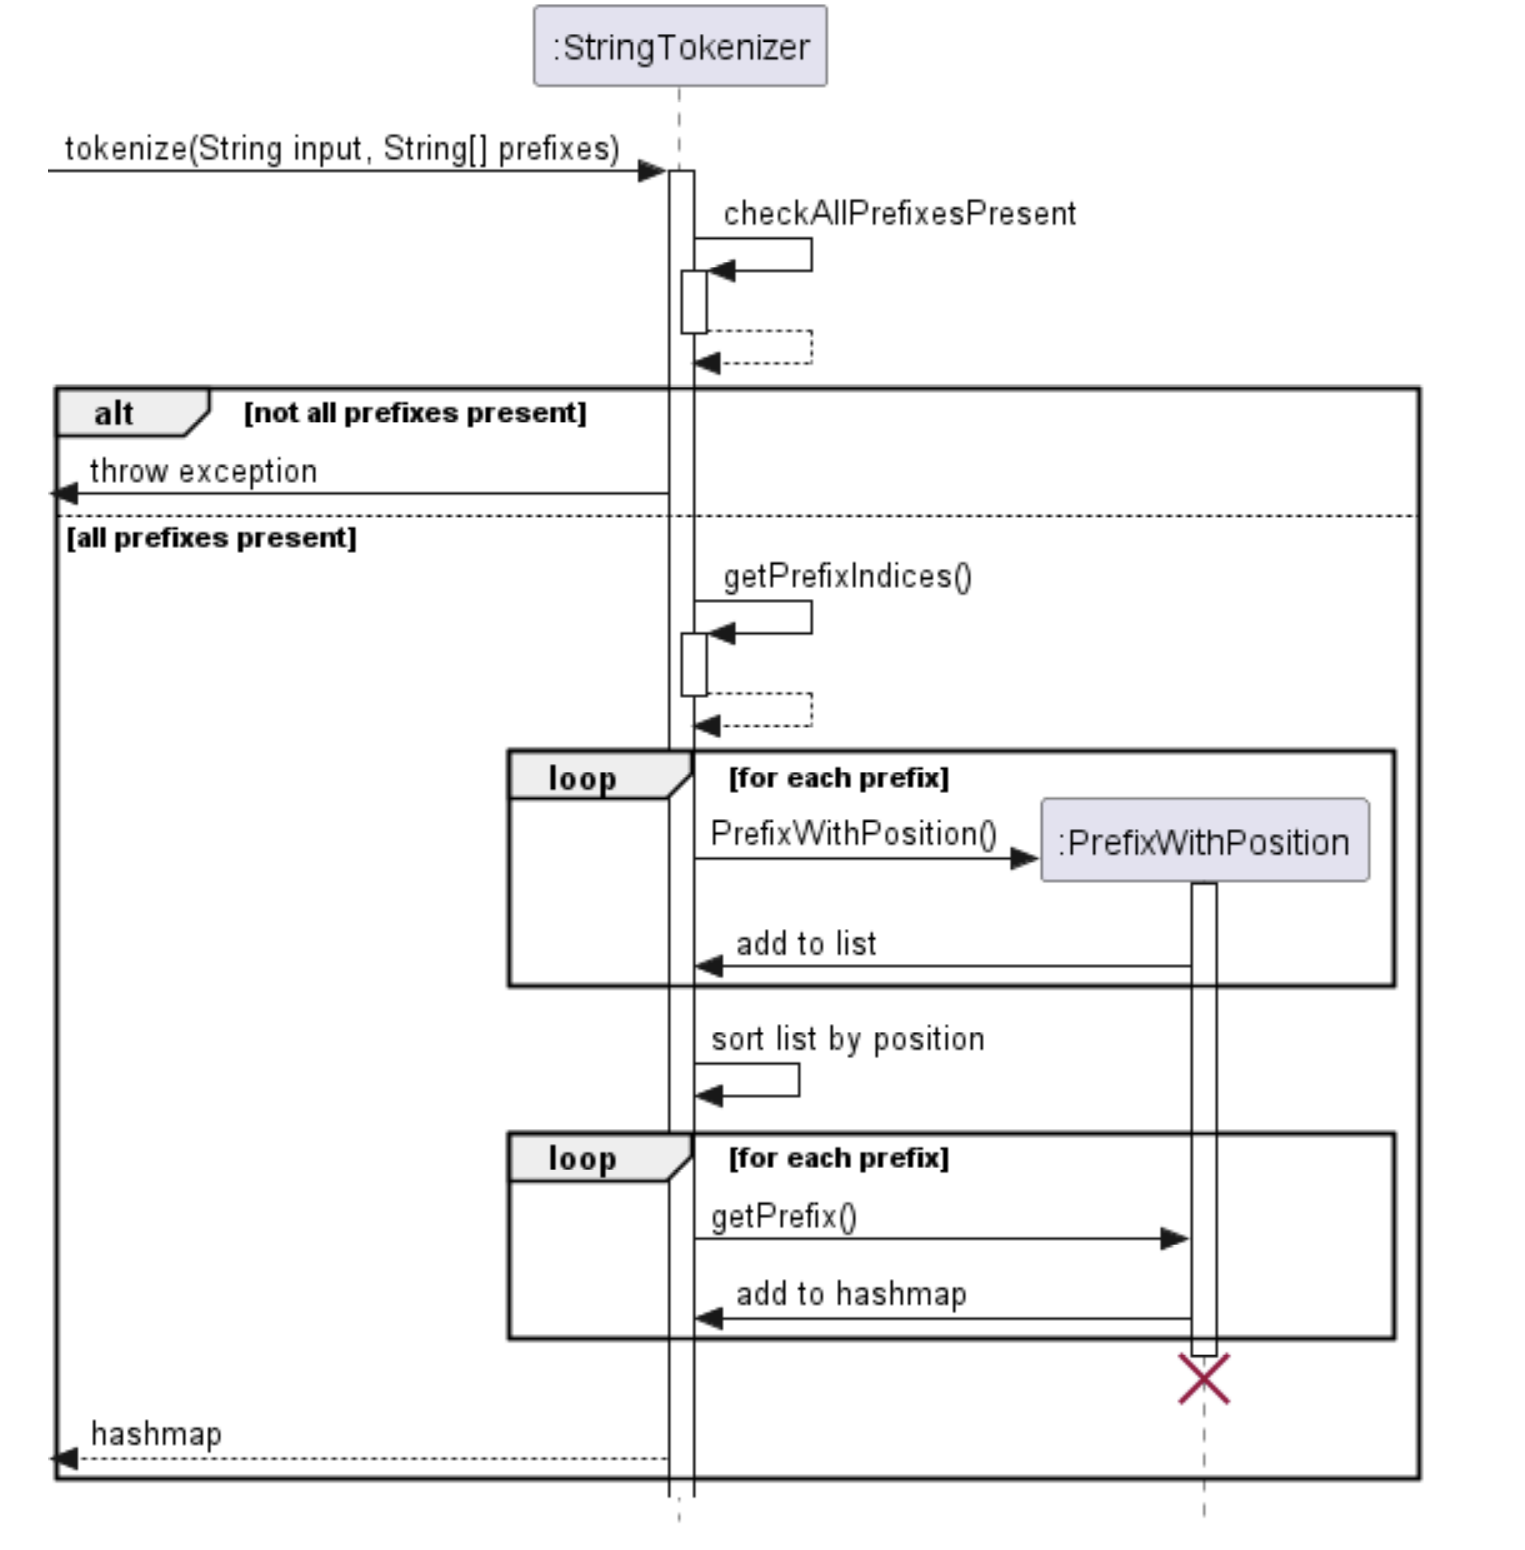 :StringTokenizer
tokenize(String input, String[] prefixes)
checkAllPrefixesPresent
alt [not all prefixes present]
throw exception
[all prefixes present]
getPrefixIndices()
loop [for each prefix]
PrefixWithPosition() :PrefixWithPosition
add to list
sort list by position
loop [for each prefix]
getPrefix()
add to hashmap
hashmap